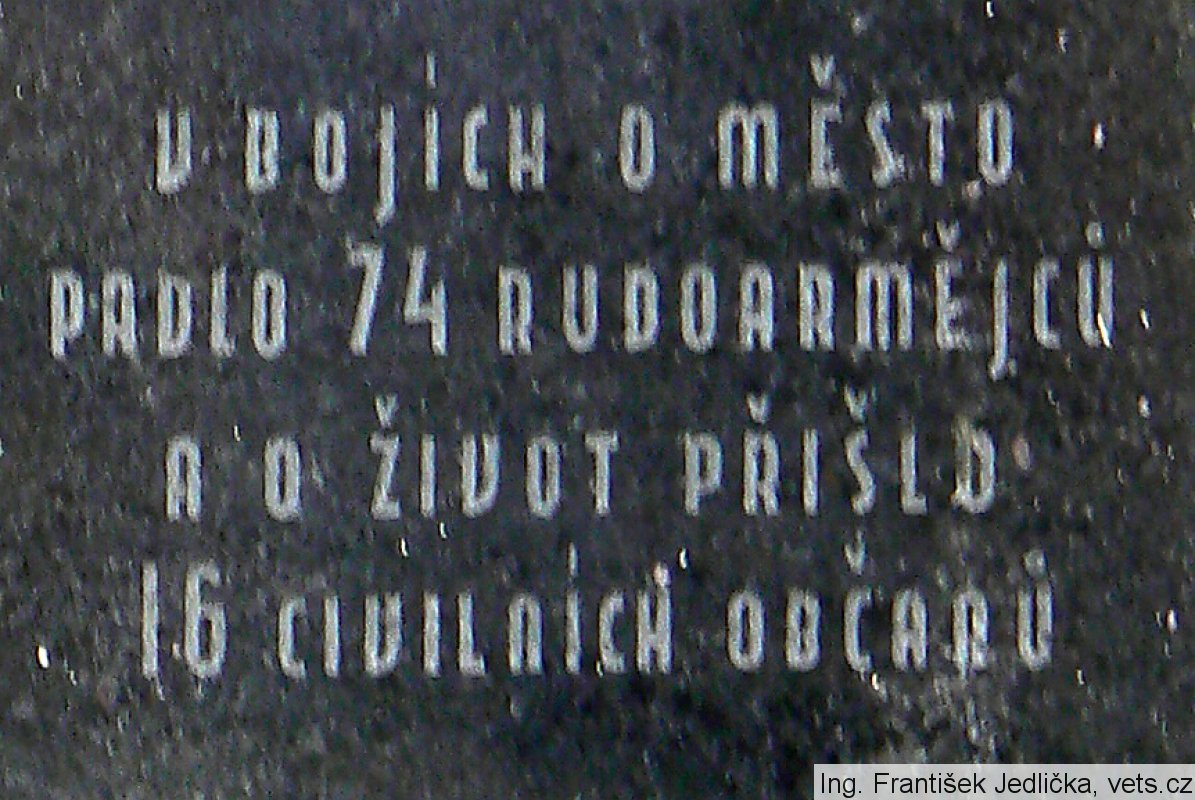 V BOJÍCH O MĚSTO
PADLO 74 RUDOARMĚJCŮ
A O ŽIVOT PŘIŠLO
16 CIVILNÍCH OBČANŮ
Ing. František Jedlička, vets.cz